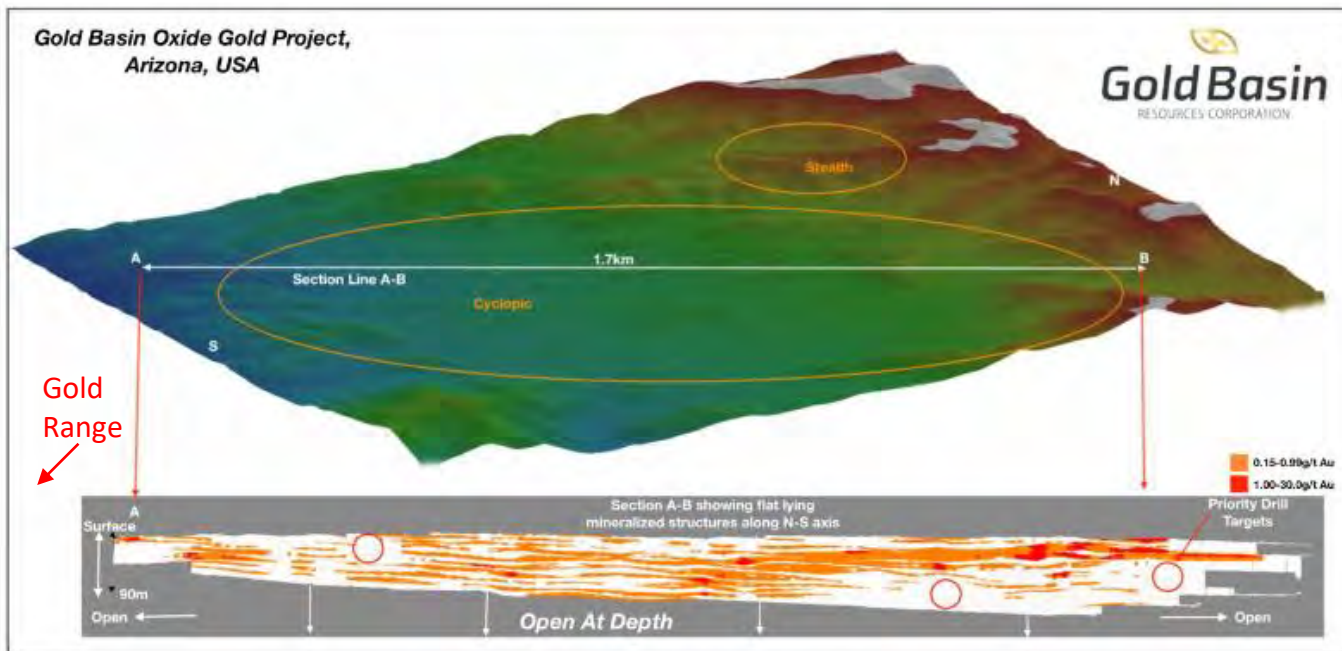 Gold Basin Oxide Gold Project,
Arizona, USA
Gold Basin
RESOURCES CORPORATION
Stealth
N
A
1.7km
B
Section Line A-B
Cyclopic
S
Gold
Range
0.15-0.99g/t Au
1.00-30.0g/t Au
A
Section A-B showing flat lying
mineralized structures along N-S axis
Priority Drill
Targets
Surface
90m
Open
Open At Depth
Open